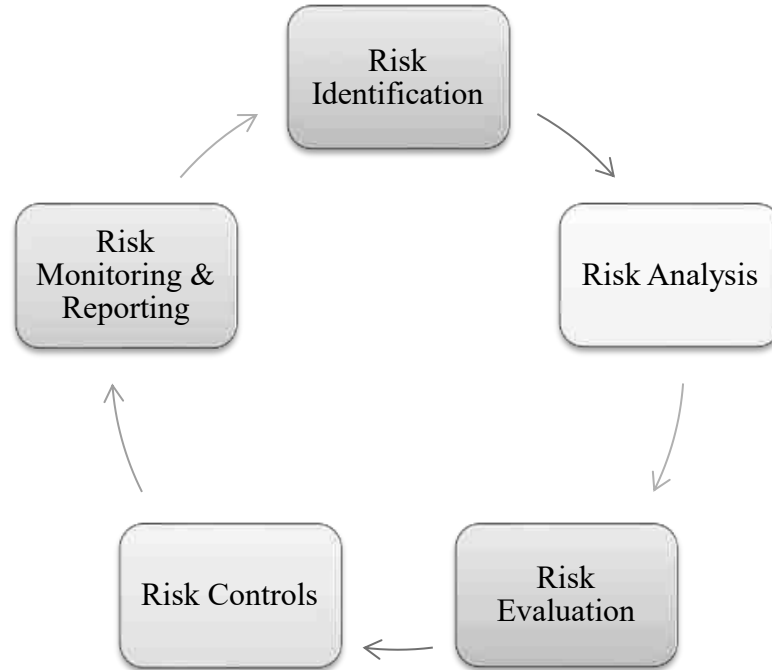 Risk
Identification
Risk Analysis
Risk
Evaluation
Risk Controls
Risk
Monitoring &
Reporting